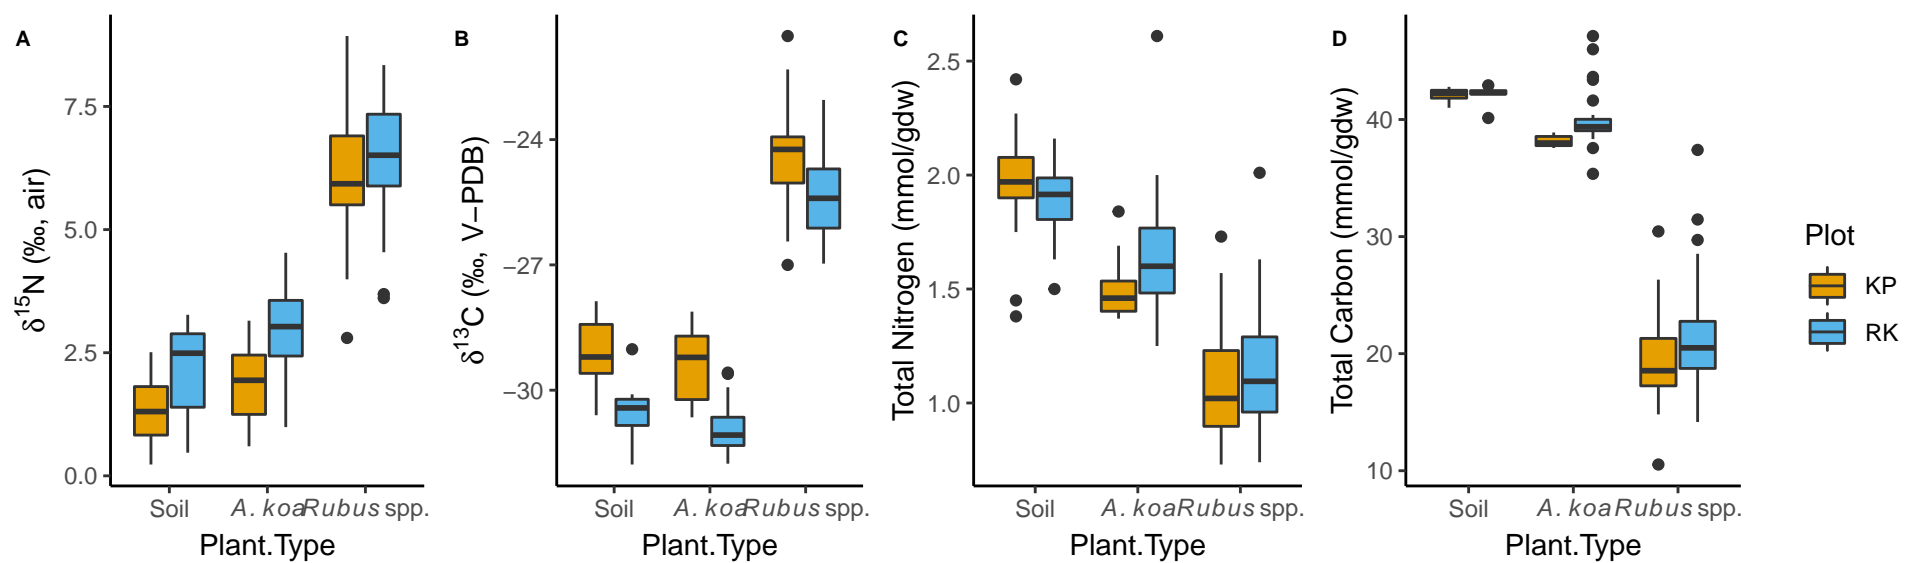 A
δ15N (‰, air)
7.5
5.0
2.5
0.0
Soil
A. koa
Rubus spp.
Plant.Type
B
δ13C (‰, V−PDB)
−24
−27
−30
Soil
A. koa
Rubus spp.
Plant.Type
C
Total Nitrogen (mmol/gdw)
2.5
2.0
1.5
1.0
Soil
A. koa
Rubus spp.
Plant.Type
D
Total Carbon (mmol/gdw)
40
30
20
10
Soil
A. koa
Rubus spp.
Plant.Type
Plot
KP
RK